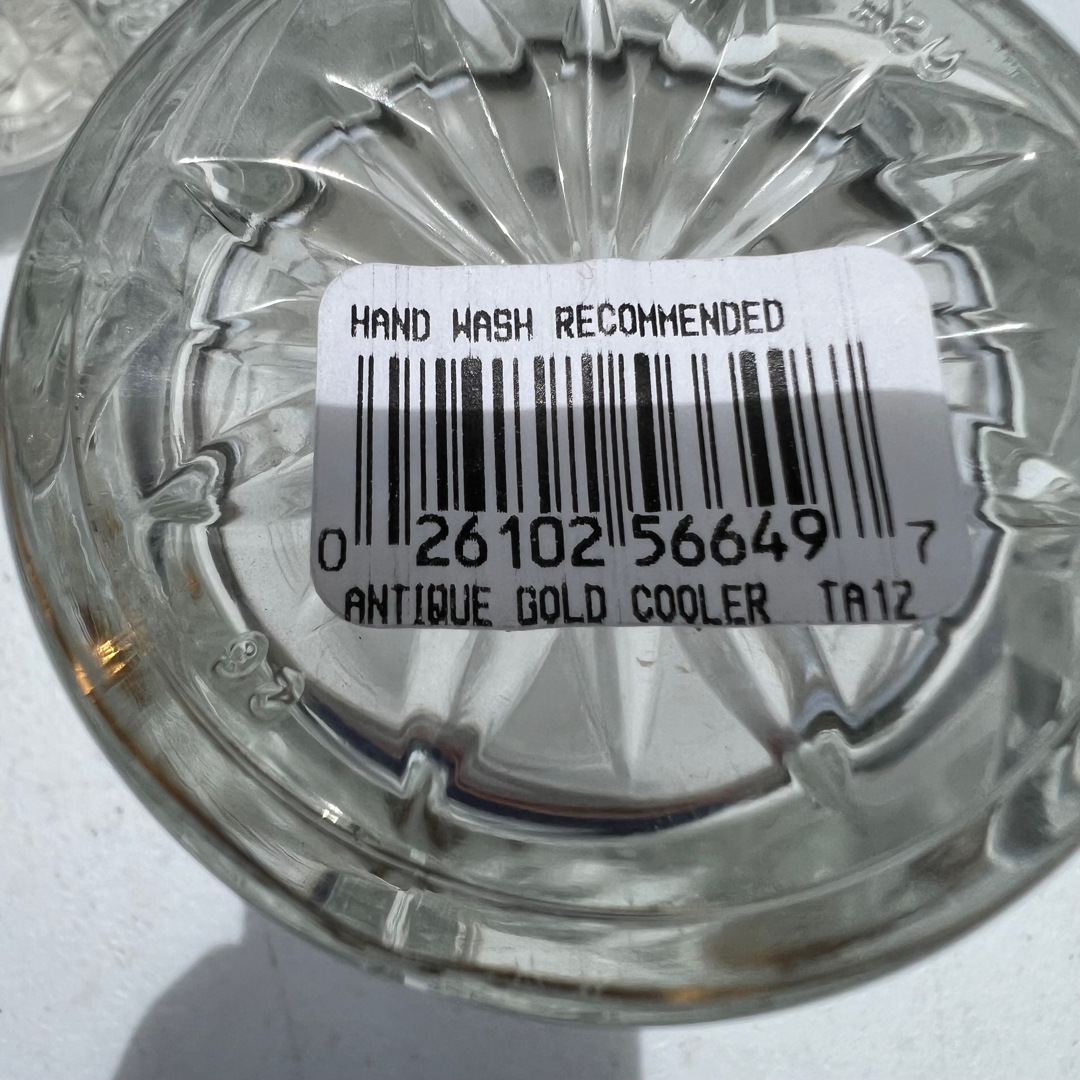 HAND WASH RECOMMENDED
0 26102 56649 7
ANTIQUE GOLD COOLER TA12